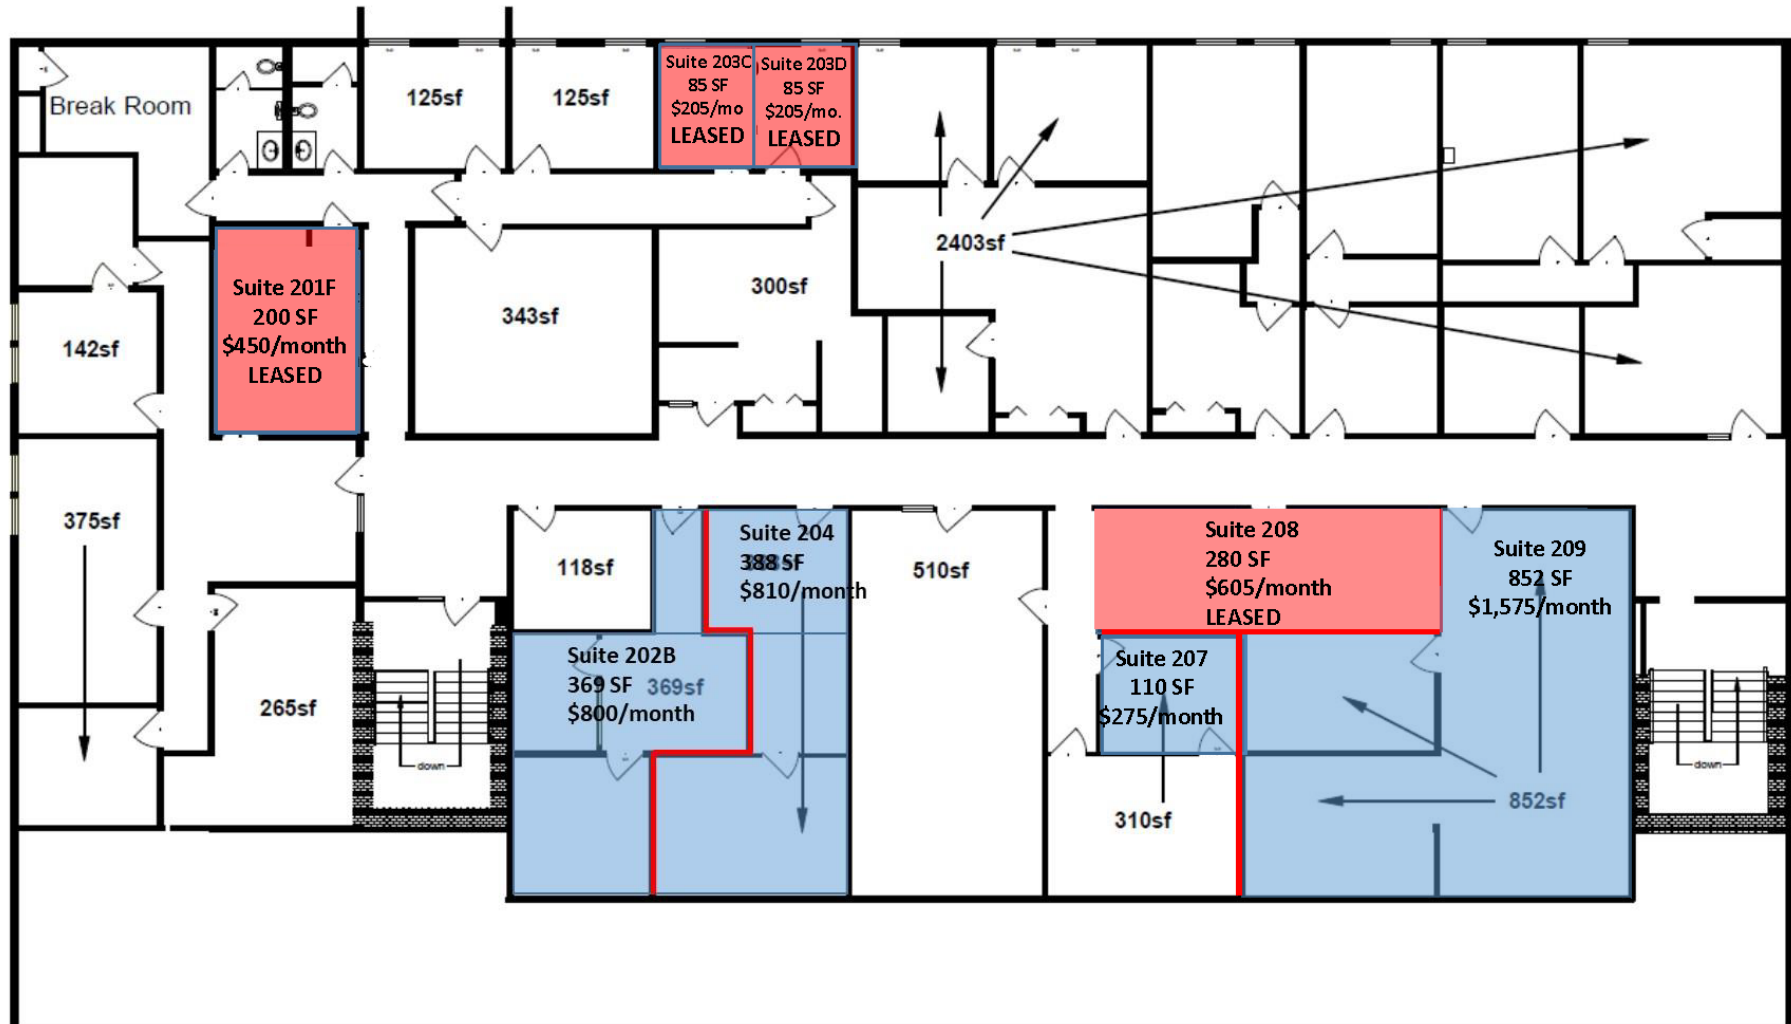 Break Room
125sf
125sf
Suite 203C
85 SF
$205/mo
LEASED
Suite 203D
85 SF
$205/mo.
LEASED
2403sf
Suite 201F
200 SF
$450/month
LEASED
142sf
343sf
300sf
375sf
118sf
Suite 204
388 SF
$810/month
510sf
Suite 208
280 SF
$605/month
LEASED
Suite 209
852 SF
$1,575/month
265sf
down
Suite 202B
369 SF
369sf
$800/month
Suite 207
110 SF
$275/month
310sf
852sf
down